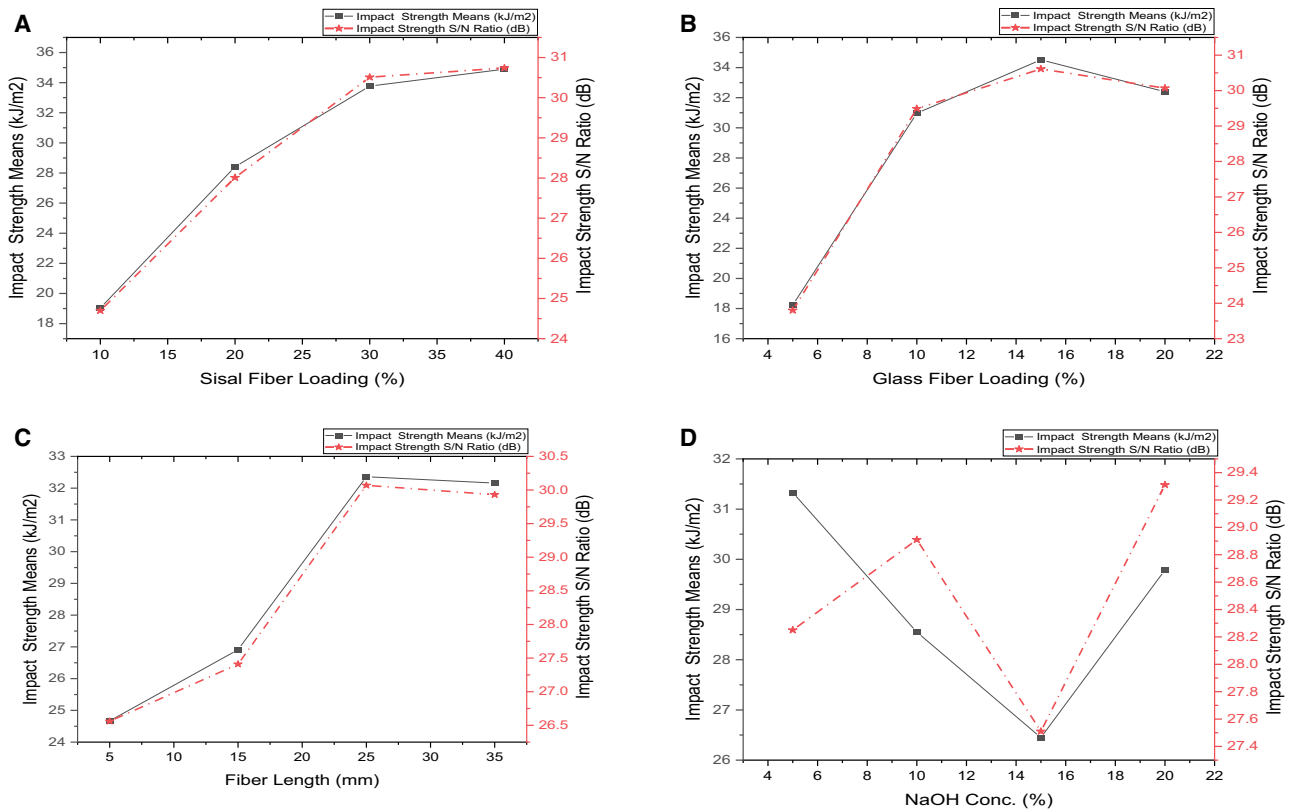 A
Impact Strength Means (kJ/m2)
Impact Strength S/N Ratio (dB)
36
34
32
30
28
26
24
22
20
18
Impact Strength Means (kJ/m2)
31
30
29
28
27
26
25
24
Impact Strength S/N Ratio (dB)
10 15 20 25 30 35 40
Sisal Fiber Loading (%)
B
Impact Strength Means (kJ/m2)
Impact Strength S/N Ratio (dB)
36
34
32
30
28
26
24
22
20
18
16
Impact Strength Means (kJ/m2)
31
30
29
28
27
26
25
24
23
Impact Strength S/N Ratio (dB)
4 6 8 10 12 14 16 18 20 22
Glass Fiber Loading (%)
C
Impact Strength Means (kJ/m2)
Impact Strength S/N Ratio (dB)
33
32
31
30
29
28
27
26
25
24
Impact Strength Means (kJ/m2)
30.5
30.0
29.5
29.0
28.5
28.0
27.5
27.0
26.5
Impact Strength S/N Ratio (dB)
5 10 15 20 25 30 35
Fiber Length (mm)
D
Impact Strength Means (kJ/m2)
Impact Strength S/N Ratio (dB)
32
31
30
29
28
27
26
Impact Strength Means (kJ/m2)
29.4
29.2
29.0
28.8
28.6
28.4
28.2
28.0
27.8
27.6
27.4
Impact Strength S/N Ratio (dB)
4 6 8 10 12 14 16 18 20 22
NaOH Conc. (%)